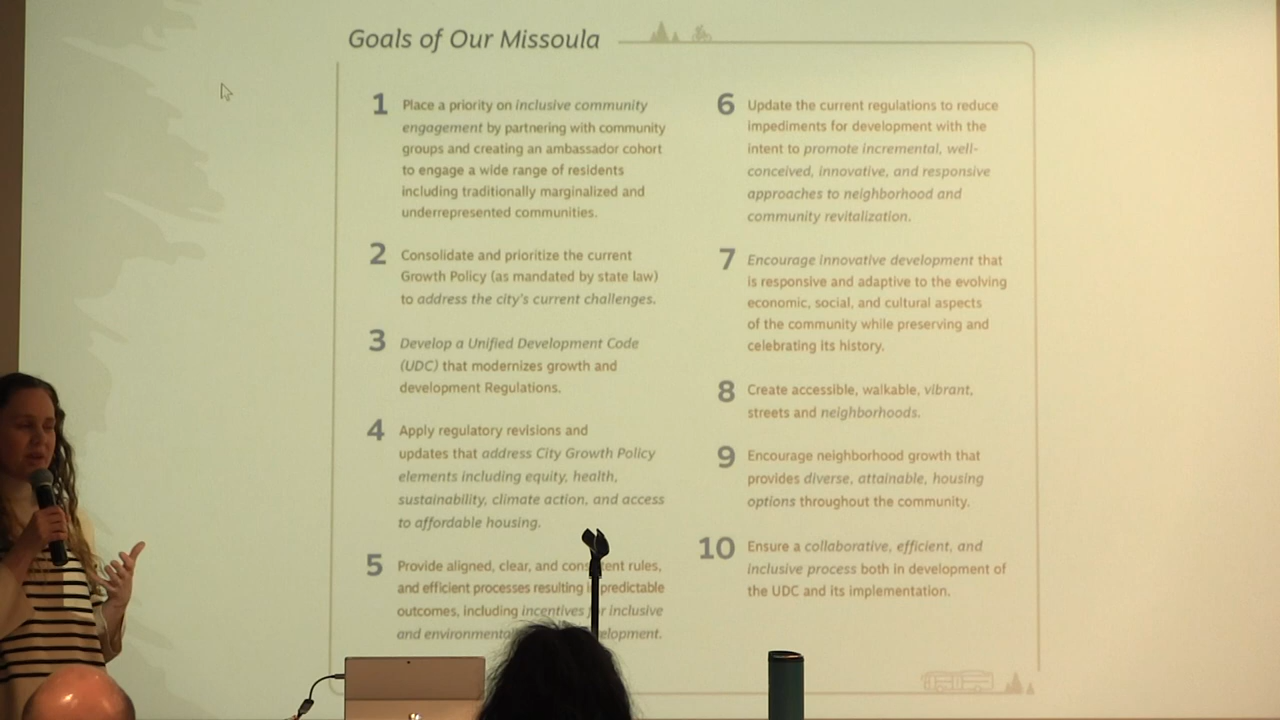 Goals of Our Missoula
1
Place a priority on inclusive community
engagement by partnering with community
groups and creating an ambassador cohort
to engage a wide range of residents
including traditionally marginalized and
underrepresented communities.
2
Consolidate and prioritize the current
Growth Policy (as mandated by state law)
to address the city's current challenges.
3
Develop a Unified Development Code
(UDC) that modernizes growth and
development Regulations.
4
Apply regulatory revisions and
updates that address City Growth Policy
elements including equity, health,
sustainability, climate action, and access
to affordable housing.
5
Provide aligned, clear, and rules,
and efficient processes resulting predictable
outcomes, including incentives inclusive
and
6
Update the current regulations to reduce
impediments for development with the
intent to promote incremental, well-
conceived, innovative, and responsive
approaches to neighborhood and
community revitalization.
7
Encourage innovative development that
is responsive and adaptive to the evolving
economic, social, and cultural aspects
of the community while preserving and
celebrating its history.
8
Create accessible, walkable, vibrant,
streets and neighborhoods.
9
Encourage neighborhood growth that
provides diverse, attainable, housing
options throughout the community.
10
Ensure a collaborative, efficient, and
inclusive process both in development of
the UDC and its implementation.